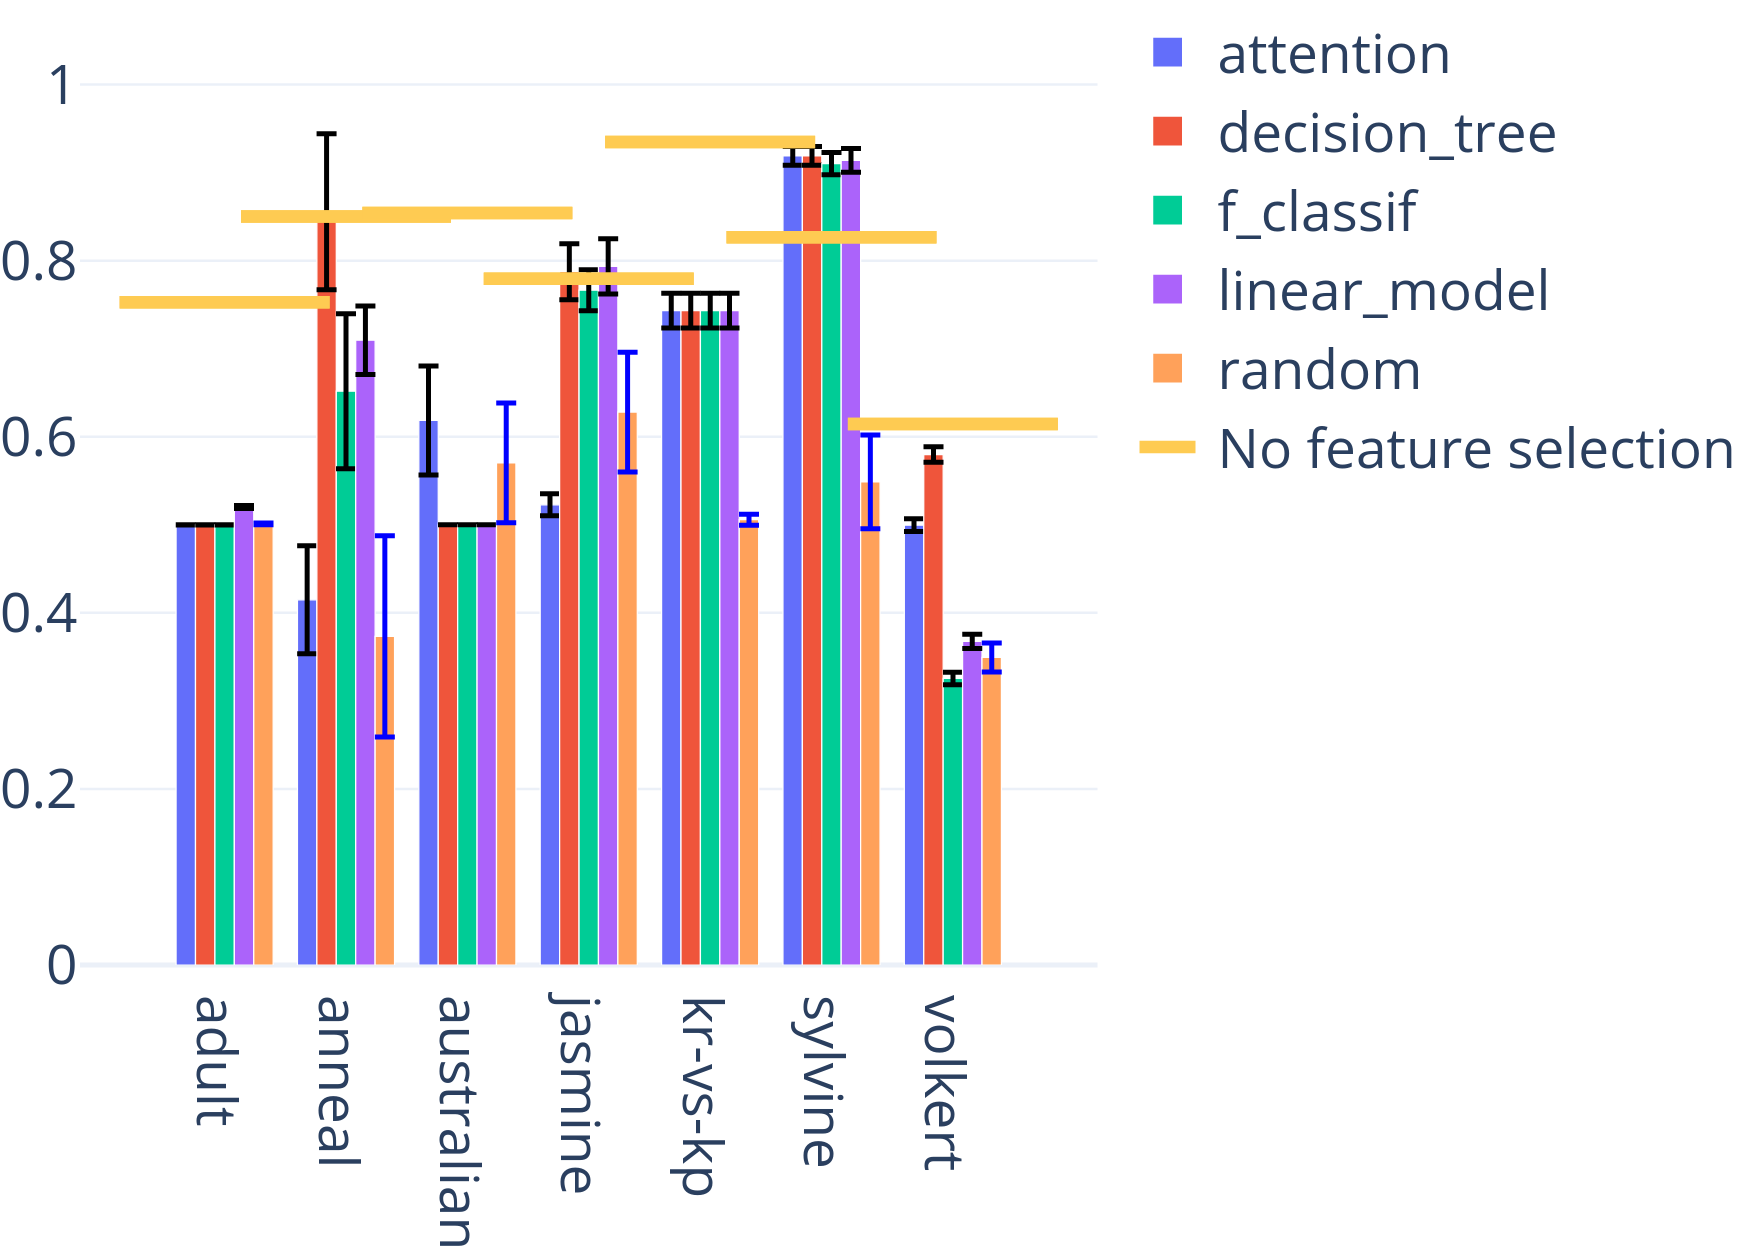 1
0.8
0.6
0.4
0.2
0
adult
anneal
australian
jasmine
kr-vs-kp
sylvine
volkert
attention
decision_tree
f_classif
linear_model
random
No feature selection